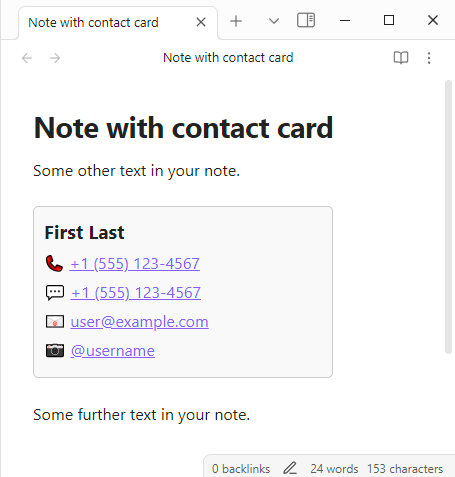 Note with contact card
Note with contact card
Note with contact card
Some other text in your note.
First Last
+1 (555) 123-4567
+1 (555) 123-4567
user@example.com
@username
Some further text in your note.
0 backlinks 24 words 153 characters